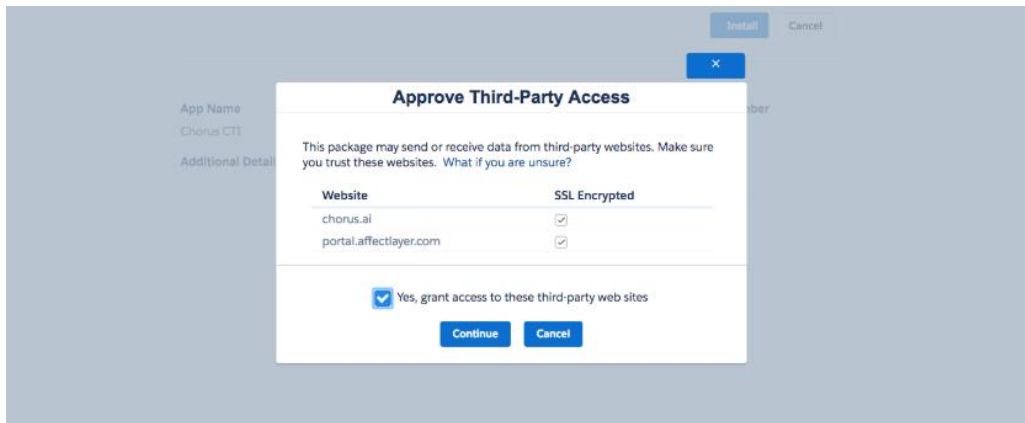 Install Cancel
×
Approve Third-Party Access
App Name
Chorus CTI
Additional Detail
This package may send or receive data from third-party websites. Make sure
you trust these websites. What if you are unsure?
Website SSL Encrypted
chorus.ai
portal.affectlayer.com
Yes, grant access to these third-party web sites
Continue Cancel